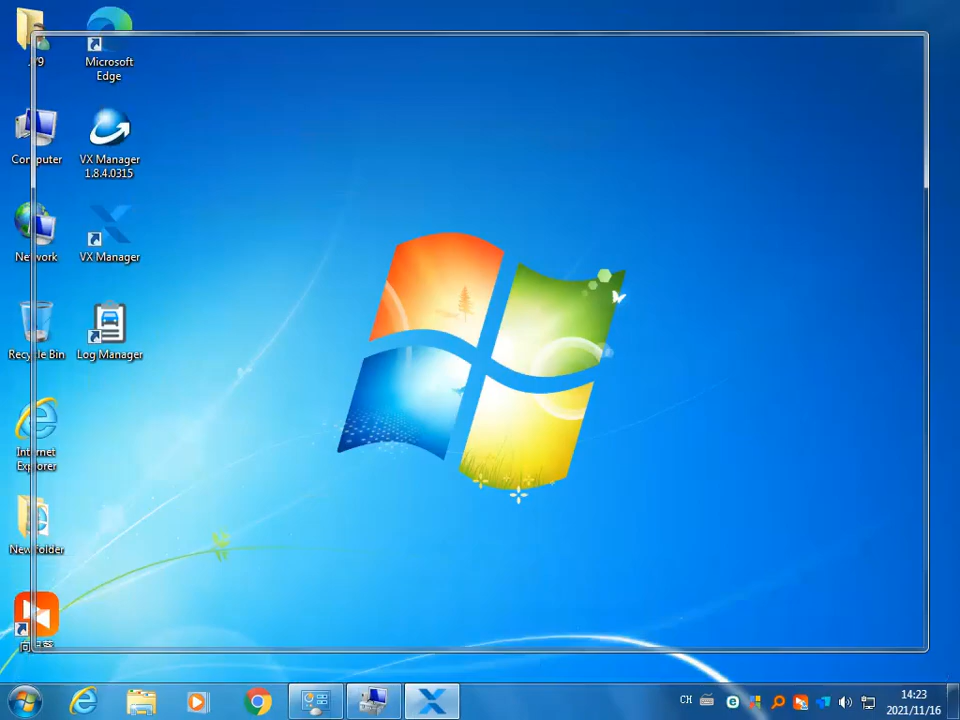 Microsoft
Edge
Computer
VX Manager
1.8.4.0315
Network
VX Manager
Recycle Bin
Log Manager
Internet
Explorer
New folder
CH
14:23
2021/11/16